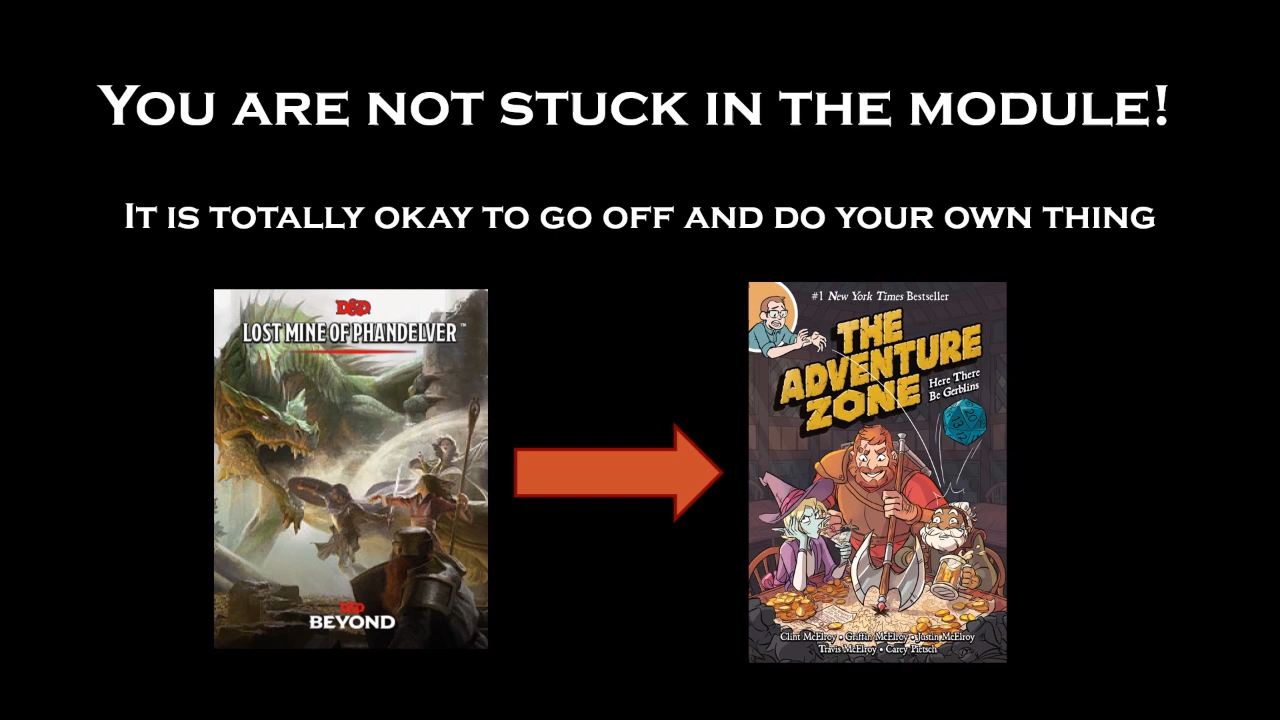 You are not stuck in the module!
It is totally okay to go off and do your own thing
D&D
LOST MINE OF PHANDELVER™
D&D
BEYOND
#1 New York Times Bestseller
THE
ADVENTURE
ZONE
Here There
Be Gerblins
Clint McElroy • Griffin McElroy • Justin McElroy
Travis McElroy • Carey Pietsch